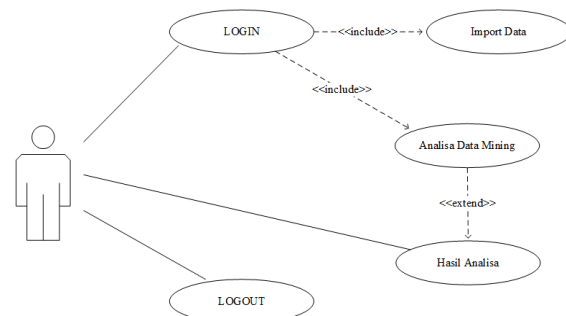 LOGIN
<<include>>
Import Data
<<include>>
Analisa Data Mining
<<extend>>
Hasil Analisa
LOGOUT